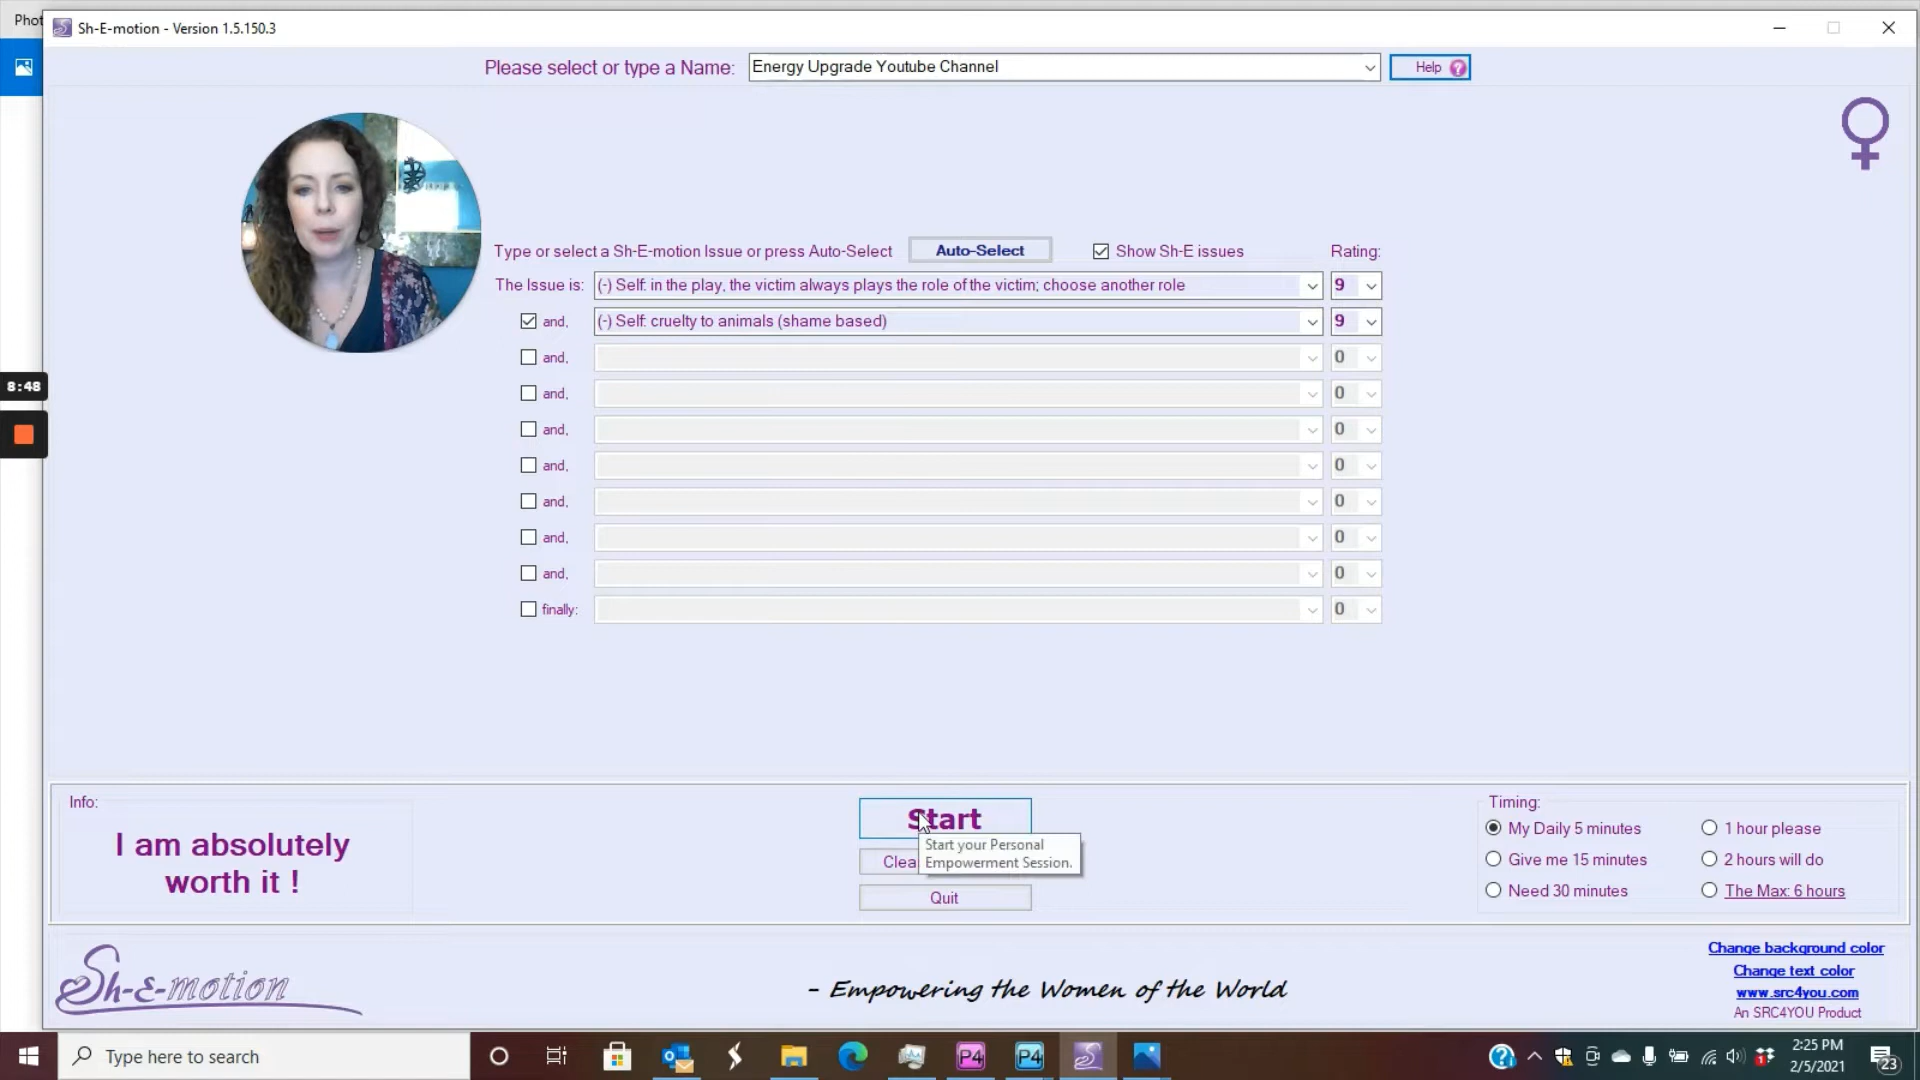 Phot
Sh-E-motion - Version 1.5.150.3
Please select or type a Name:
Energy Upgrade Youtube Channel
Help
?
Type or select a Sh-E-motion Issue or press Auto-Select
Auto-Select
Show Sh-E issues
Rating:
The Issue is:
(-) Self: in the play, the victim always plays the role of the victim; choose another role
9
and,
(-) Self: cruelty to animals (shame based)
9
and,
0
8:48
and,
0
and,
0
and,
0
and,
0
and,
0
and,
0
finally:
0
Info:
I am absolutely
worth it !
Start
Start your Personal
Empowerment Session.
Clea
Quit
Timing:
My Daily 5 minutes
1 hour please
Give me 15 minutes
2 hours will do
Need 30 minutes
The Max: 6 hours
Sh-E-motion
- Empowering the Women of the World
Change background color
Change text color
www.src4you.com
An SRC4YOU Product
Type here to search
P4
P4
2:25 PM
2/5/2021
23